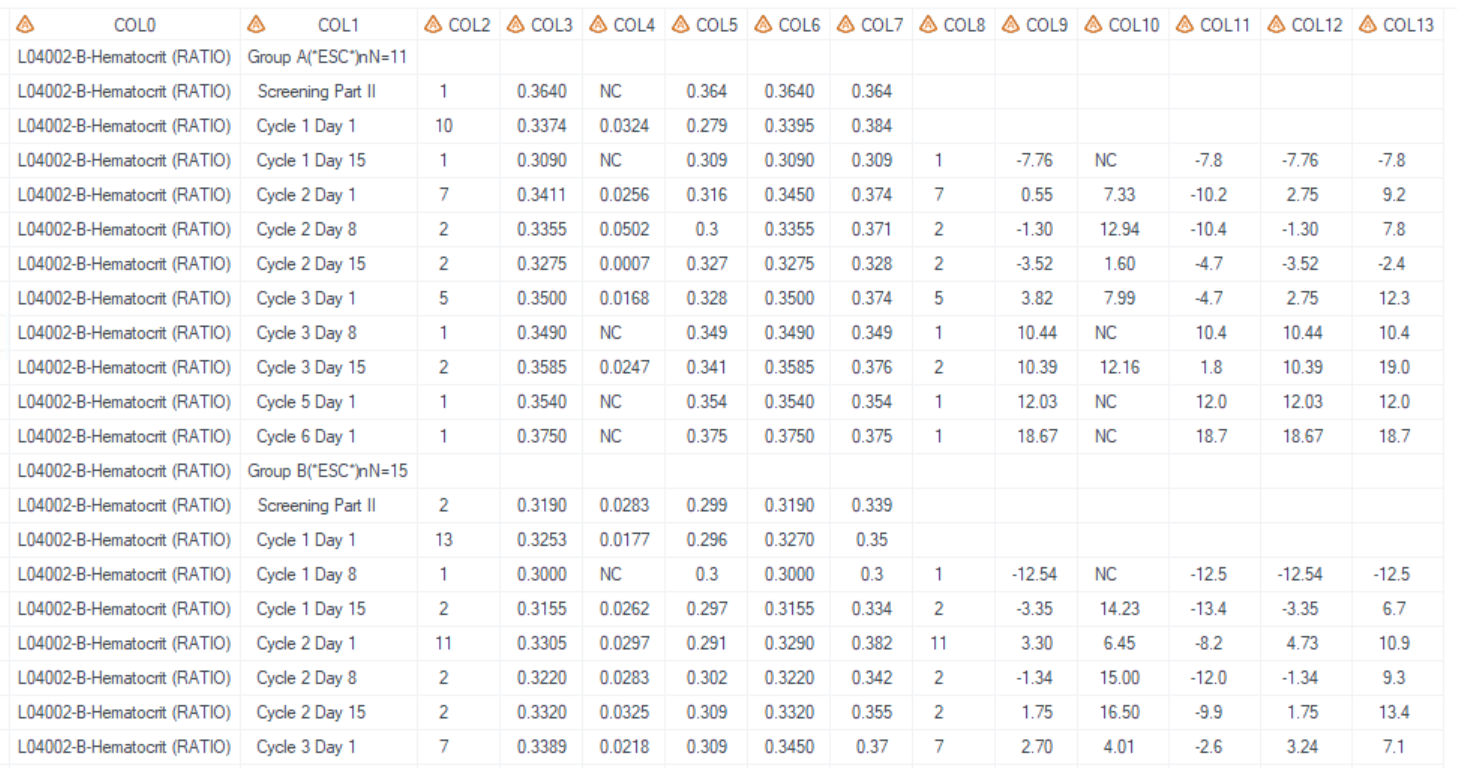 COL0 COL1 COL2 COL3 COL4 COL5 COL6 COL7 COL8 COL9 COL10 COL11 COL12 COL13
L04002-B-Hematocrit (RATIO) Group A(*ESC*)nN=11
L04002-B-Hematocrit (RATIO) Screening Part II 1 0.3640 NC 0.364 0.3640 0.364
L04002-B-Hematocrit (RATIO) Cycle 1 Day 1 10 0.3374 0.0324 0.279 0.3395 0.384
L04002-B-Hematocrit (RATIO) Cycle 1 Day 15 1 0.3090 NC 0.309 0.3090 0.309 1 -7.76 NC -7.8 -7.76 -7.8
L04002-B-Hematocrit (RATIO) Cycle 2 Day 1 7 0.3411 0.0256 0.316 0.3450 0.374 7 0.55 7.33 -10.2 2.75 9.2
L04002-B-Hematocrit (RATIO) Cycle 2 Day 8 2 0.3355 0.0502 0.3 0.3355 0.371 2 -1.30 12.94 -10.4 -1.30 7.8
L04002-B-Hematocrit (RATIO) Cycle 2 Day 15 2 0.3275 0.0007 0.327 0.3275 0.328 2 -3.52 1.60 -4.7 -3.52 -2.4
L04002-B-Hematocrit (RATIO) Cycle 3 Day 1 5 0.3500 0.0168 0.328 0.3500 0.374 5 3.82 7.99 -4.7 2.75 12.3
L04002-B-Hematocrit (RATIO) Cycle 3 Day 8 1 0.3490 NC 0.349 0.3490 0.349 1 10.44 NC 10.4 10.44 10.4
L04002-B-Hematocrit (RATIO) Cycle 3 Day 15 2 0.3585 0.0247 0.341 0.3585 0.376 2 10.39 12.16 1.8 10.39 19.0
L04002-B-Hematocrit (RATIO) Cycle 5 Day 1 1 0.3540 NC 0.354 0.3540 0.354 1 12.03 NC 12.0 12.03 12.0
L04002-B-Hematocrit (RATIO) Cycle 6 Day 1 1 0.3750 NC 0.375 0.3750 0.375 1 18.67 NC 18.7 18.67 18.7
L04002-B-Hematocrit (RATIO) Group B(*ESC*)nN=15
L04002-B-Hematocrit (RATIO) Screening Part II 2 0.3190 0.0283 0.299 0.3190 0.339
L04002-B-Hematocrit (RATIO) Cycle 1 Day 1 13 0.3253 0.0177 0.296 0.3270 0.35
L04002-B-Hematocrit (RATIO) Cycle 1 Day 8 1 0.3000 NC 0.3 0.3000 0.3 1 -12.54 NC -12.5 -12.54 -12.5
L04002-B-Hematocrit (RATIO) Cycle 1 Day 15 2 0.3155 0.0262 0.297 0.3155 0.334 2 -3.35 14.23 -13.4 -3.35 6.7
L04002-B-Hematocrit (RATIO) Cycle 2 Day 1 11 0.3305 0.0297 0.291 0.3290 0.382 11 3.30 6.45 -8.2 4.73 10.9
L04002-B-Hematocrit (RATIO) Cycle 2 Day 8 2 0.3220 0.0283 0.302 0.3220 0.342 2 -1.34 15.00 -12.0 -1.34 9.3
L04002-B-Hematocrit (RATIO) Cycle 2 Day 15 2 0.3320 0.0325 0.309 0.3320 0.355 2 1.75 16.50 -9.9 1.75 13.4
L04002-B-Hematocrit (RATIO) Cycle 3 Day 1 7 0.3389 0.0218 0.309 0.3450 0.37 7 2.70 4.01 -2.6 3.24 7.1